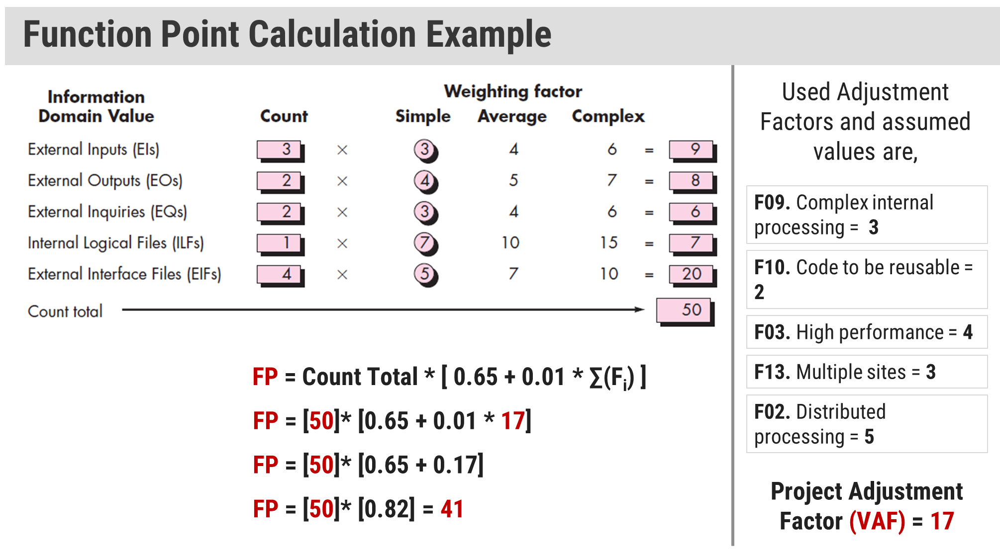 Function Point Calculation Example
Information
Domain Value
Count
Weighting factor
Simple Average Complex
External Inputs (EIs) 3 × 3 4 6 = 9
External Outputs (EOs) 2 × 4 5 7 = 8
External Inquiries (EQs) 2 × 3 4 6 = 6
Internal Logical Files (ILFs) 1 × 7 10 15 = 7
External Interface Files (EIFs) 4 × 5 7 10 = 20
Count total 50
FP = Count Total * [ 0.65 + 0.01 * ∑(Fi) ]
FP = [50]* [0.65 + 0.01 * 17]
FP = [50]* [0.65 + 0.17]
FP = [50]* [0.82] = 41
Used Adjustment
Factors and assumed
values are,
F09. Complex internal
processing = 3
F10. Code to be reusable =
2
F03. High performance = 4
F13. Multiple sites = 3
F02. Distributed
processing = 5
Project Adjustment
Factor (VAF) = 17